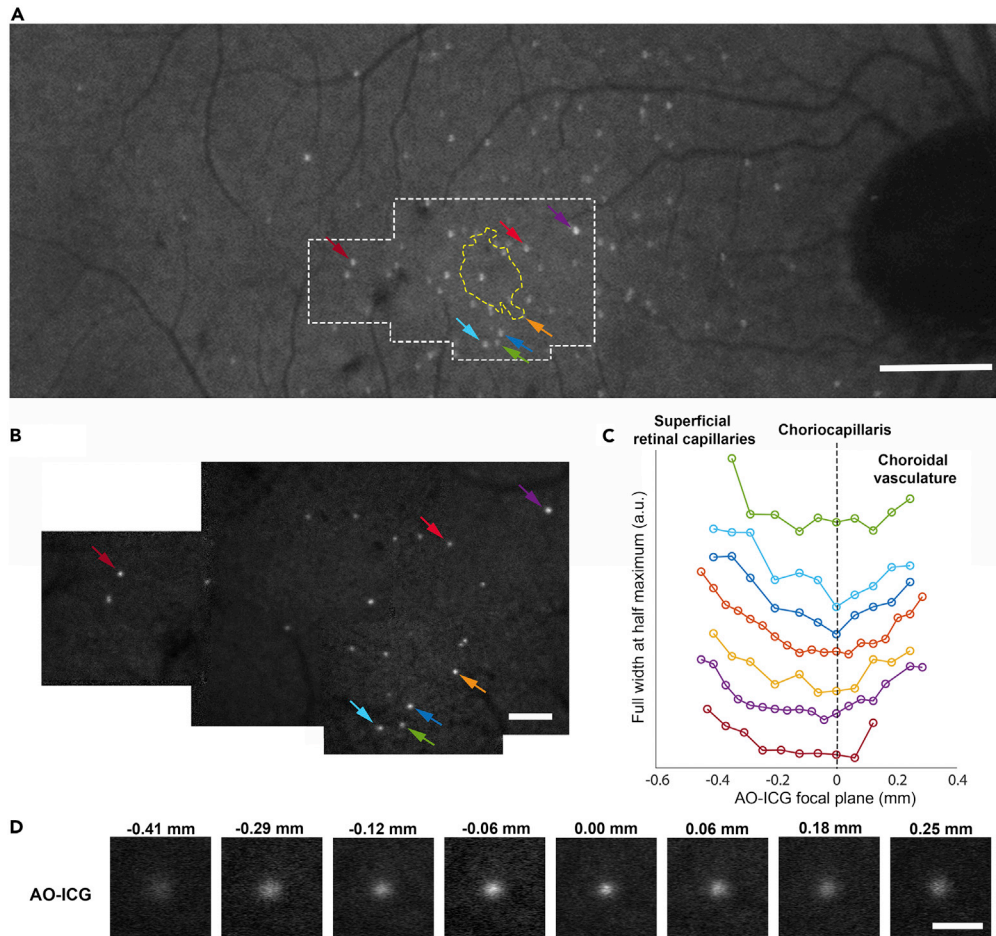 A
B
C
Superficial
retinal capillaries
Choriocapillaris
Choroidal
vasculature
Full width at half maximum (a.u.)
-0.6 -0.4 -0.2 0 0.2 0.4
AO-ICG focal plane (mm)
D
-0.41 mm -0.29 mm -0.12 mm -0.06 mm 0.00 mm 0.06 mm 0.18 mm 0.25 mm
AO-ICG